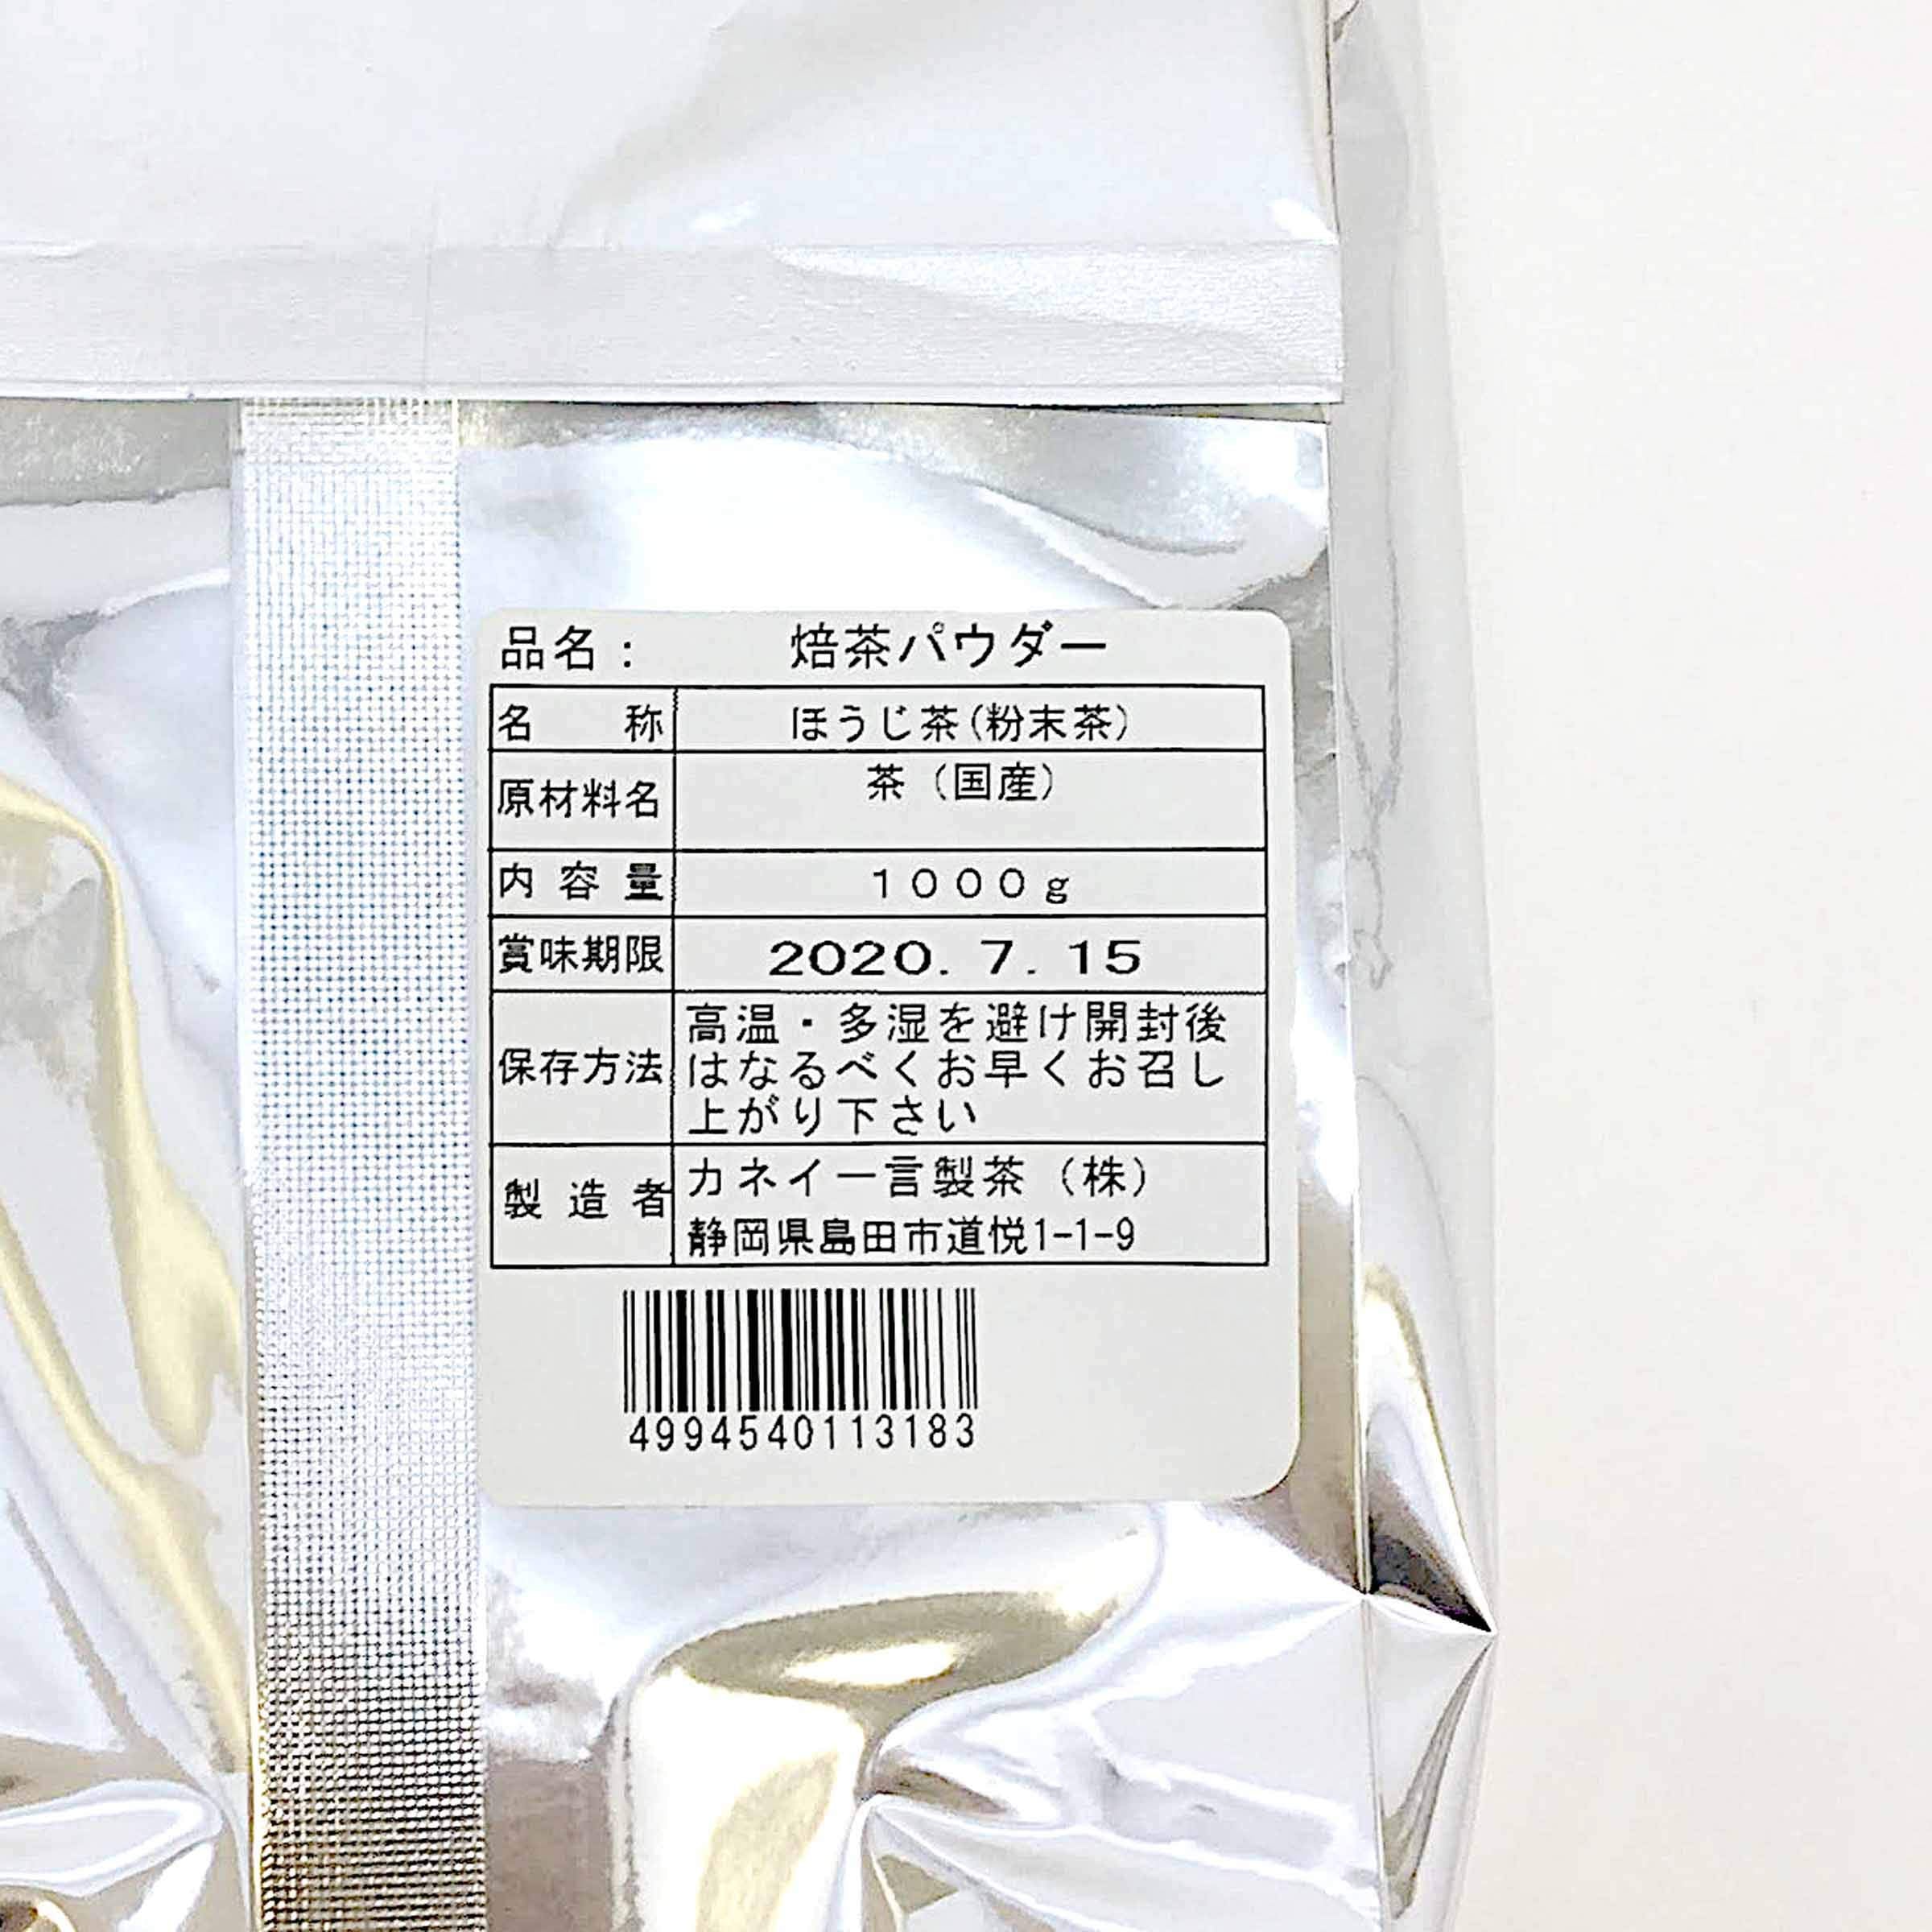 品名： 焙茶パウダー
名 称 ほうじ茶(粉末茶)
原材料名 茶（国産）
内容量 1000g
賞味期限 2020. 7. 15
保存方法 高温・多湿を避け開封後
はなるべくお早くお召し
上がり下さい
製造者 カネイ一言製茶（株）
静岡県島田市道悦1-1-9
4994540113183